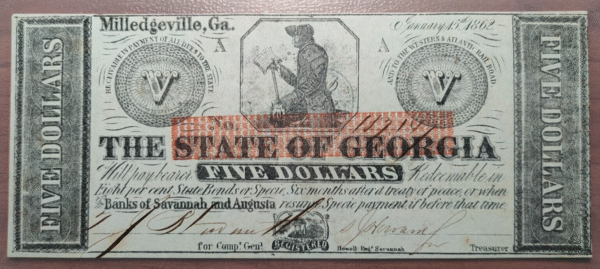 Milledgeville, Ga.
January 15th, 1862
RECEIVABLE IN PAYMENT OF ALL DUES TO THE STATE
A
A
AND TO THE WESTERN & ATLANTIC RAIL ROAD
V
V
FIVE DOLLARS
FIVE DOLLARS
No.
THE STATE OF GEORGIA
Will pay bearer FIVE DOLLARS Redeemable in
Eight per cent State Bonds or Specie, Six months after a treaty of peace, or when
Banks of Savannah and Augusta resume Specie payment if before that time.
REGISTERED
for Comp. Genl.
Howell Engr. Savannah
Treasurer